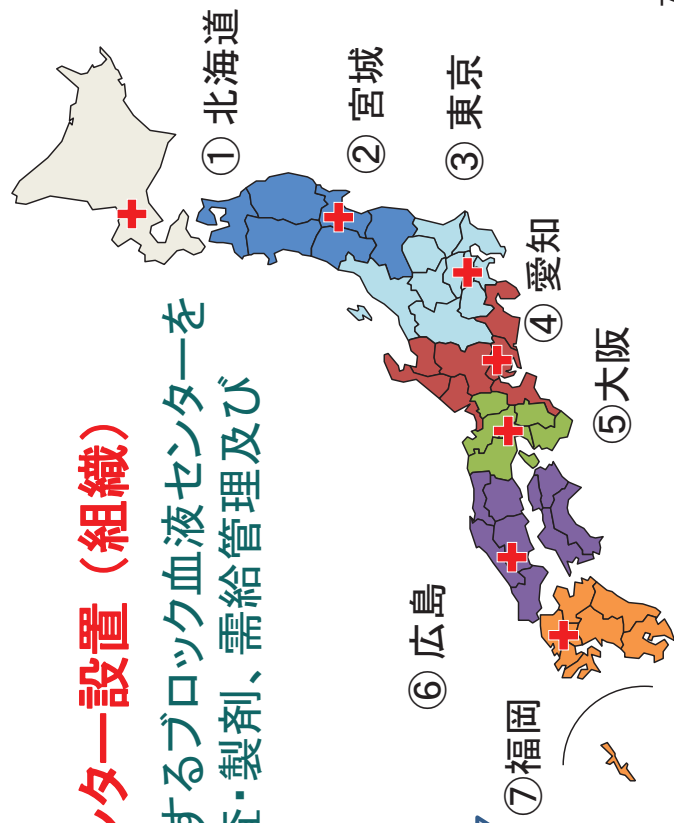 ンター設置（組織）
するブロック血液センターを
査・製剤、需給管理及び
① 北海道
② 宮城
③ 東京
④ 愛知
⑤大阪
⑥ 広島
⑦福岡